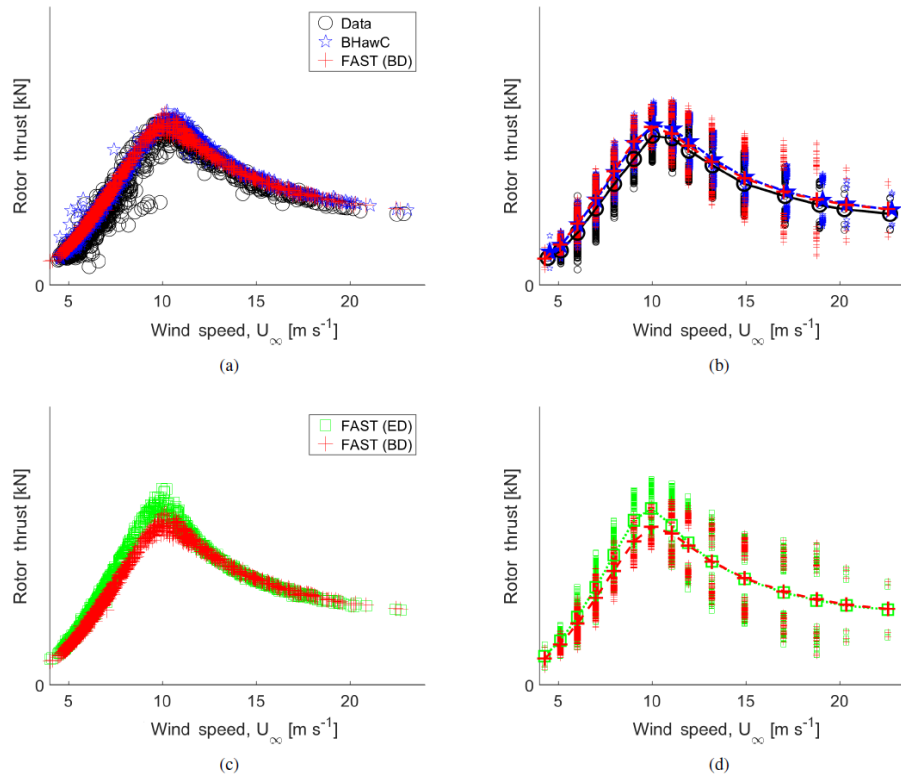 Data
BHawC
FAST (BD)
Rotor thrust [kN]
0
5 10 15 20
Wind speed, U∞ [m s⁻¹]
(a)
Rotor thrust [kN]
0
5 10 15 20
Wind speed, U∞ [m s⁻¹]
(b)
FAST (ED)
FAST (BD)
Rotor thrust [kN]
0
5 10 15 20
Wind speed, U∞ [m s⁻¹]
(c)
Rotor thrust [kN]
0
5 10 15 20
Wind speed, U∞ [m s⁻¹]
(d)